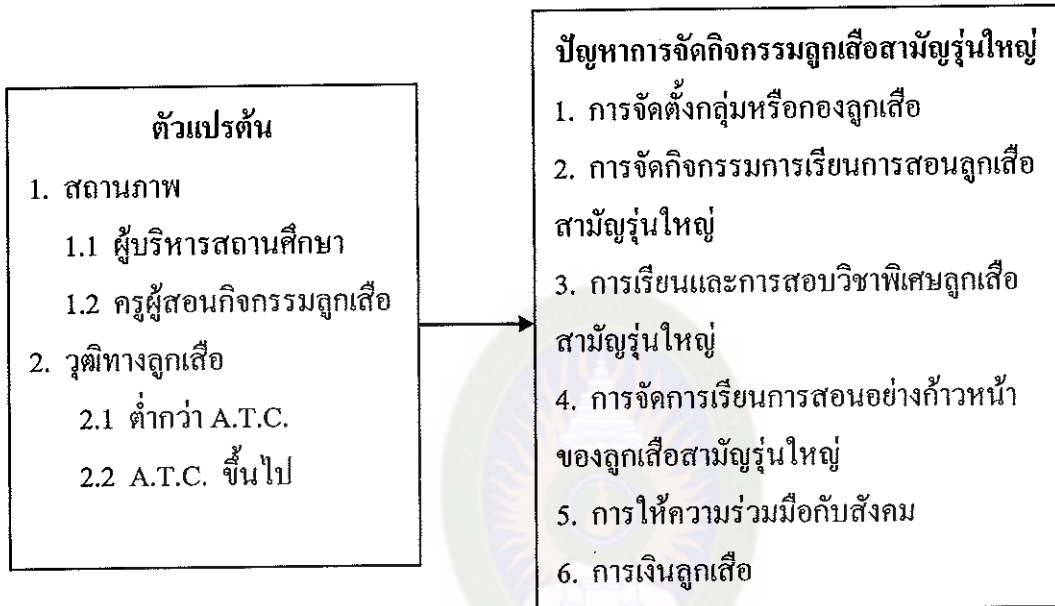 ตัวแปรต้น
1. สถานภาพ
1.1 ผู้บริหารสถานศึกษา
1.2 ครูผู้สอนกิจกรรมลูกเสือ
2. วุฒิทางลูกเสือ
2.1 ต่ำกว่า A.T.C.
2.2 A.T.C. ขึ้นไป
ปัญหาการจัดกิจกรรมลูกเสือสามัญรุ่นใหญ่
1. การจัดตั้งกลุ่มหรือกองลูกเสือ
2. การจัดกิจกรรมการเรียนการสอนลูกเสือ
สามัญรุ่นใหญ่
3. การเรียนและการสอบวิชาพิเศษลูกเสือ
สามัญรุ่นใหญ่
4. การจัดการเรียนการสอนอย่างก้าวหน้า
ของลูกเสือสามัญรุ่นใหญ่
5. การให้ความร่วมมือกับสังคม
6. การเงินลูกเสือ